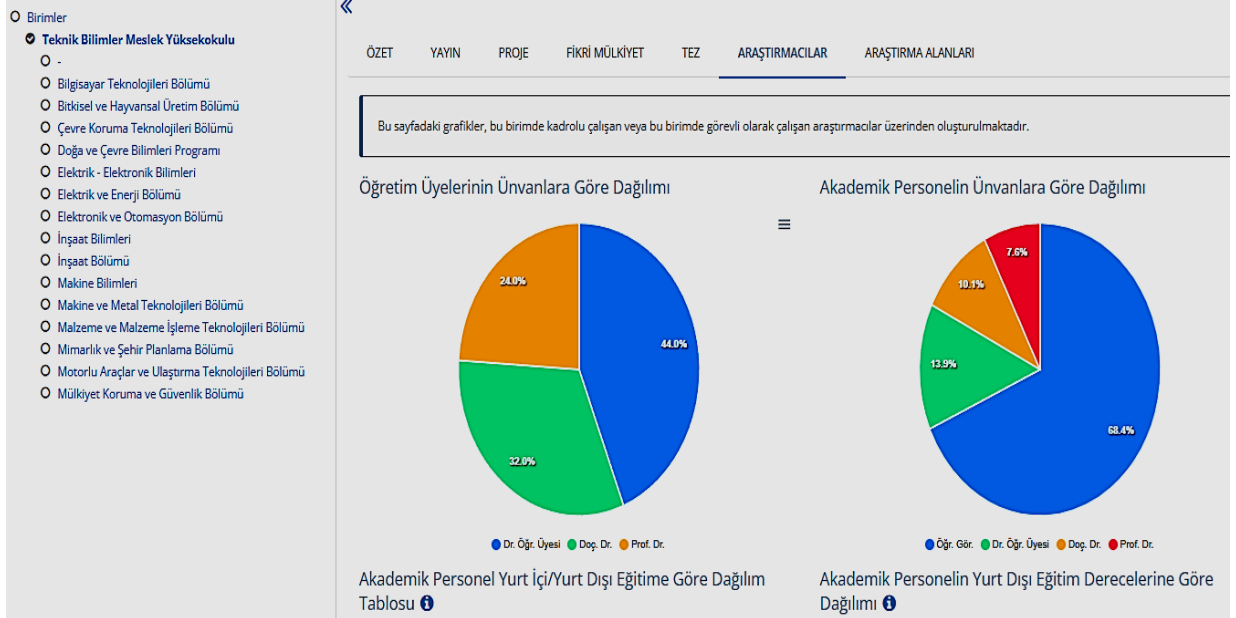 Birimler
Teknik Bilimler Meslek Yüksekokulu
-
Bilgisayar Teknolojileri Bölümü
Bitkisel ve Hayvansal Üretim Bölümü
Çevre Koruma Teknolojileri Bölümü
Doğa ve Çevre Bilimleri Programı
Elektrik - Elektronik Bilimleri
Elektrik ve Enerji Bölümü
Elektronik ve Otomasyon Bölümü
İnşaat Bilimleri
İnşaat Bölümü
Makine Bilimleri
Makine ve Metal Teknolojileri Bölümü
Malzeme ve Malzeme İşleme Teknolojileri Bölümü
Mimarlık ve Şehir Planlama Bölümü
Motorlu Araçlar ve Ulaştırma Teknolojileri Bölümü
Mülkiyet Koruma ve Güvenlik Bölümü
ÖZET YAYIN PROJE FİKRİ MÜLKİYET TEZ ARAŞTIRMACILAR ARAŞTIRMA ALANLARI
Bu sayfadaki grafikler, bu birimde kadrolu çalışan veya bu birimde görevli olarak çalışan araştırmacılar üzerinden oluşturulmaktadır.
Öğretim Üyelerinin Ünvanlara Göre Dağılımı
24.0%
44.0%
32.0%
Dr. Öğr. Üyesi Doç. Dr. Prof. Dr.
Akademik Personelin Ünvanlara Göre Dağılımı
7.6%
10.1%
13.9%
68.4%
Öğr. Gör. Dr. Öğr. Üyesi Doç. Dr. Prof. Dr.
Akademik Personel Yurt İçi/Yurt Dışı Eğitime Göre Dağılım
Tablosu
Akademik Personelin Yurt Dışı Eğitim Derecelerine Göre
Dağılımı